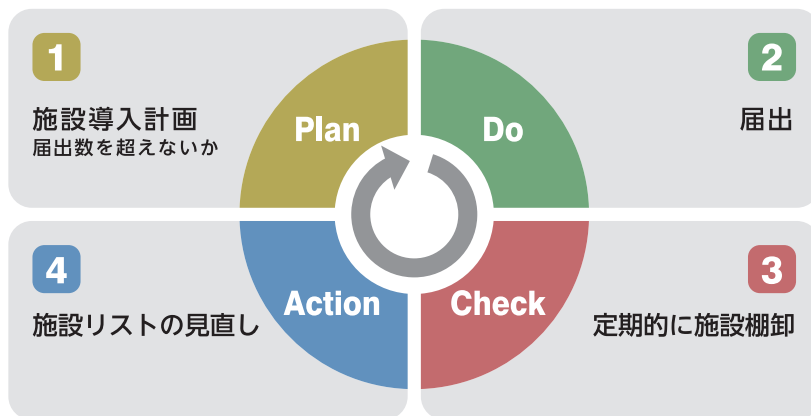 1
施設導入計画
届出数を超えないか
Plan
2
届出
Do
3
定期的に施設棚卸
Check
4
施設リストの見直し
Action